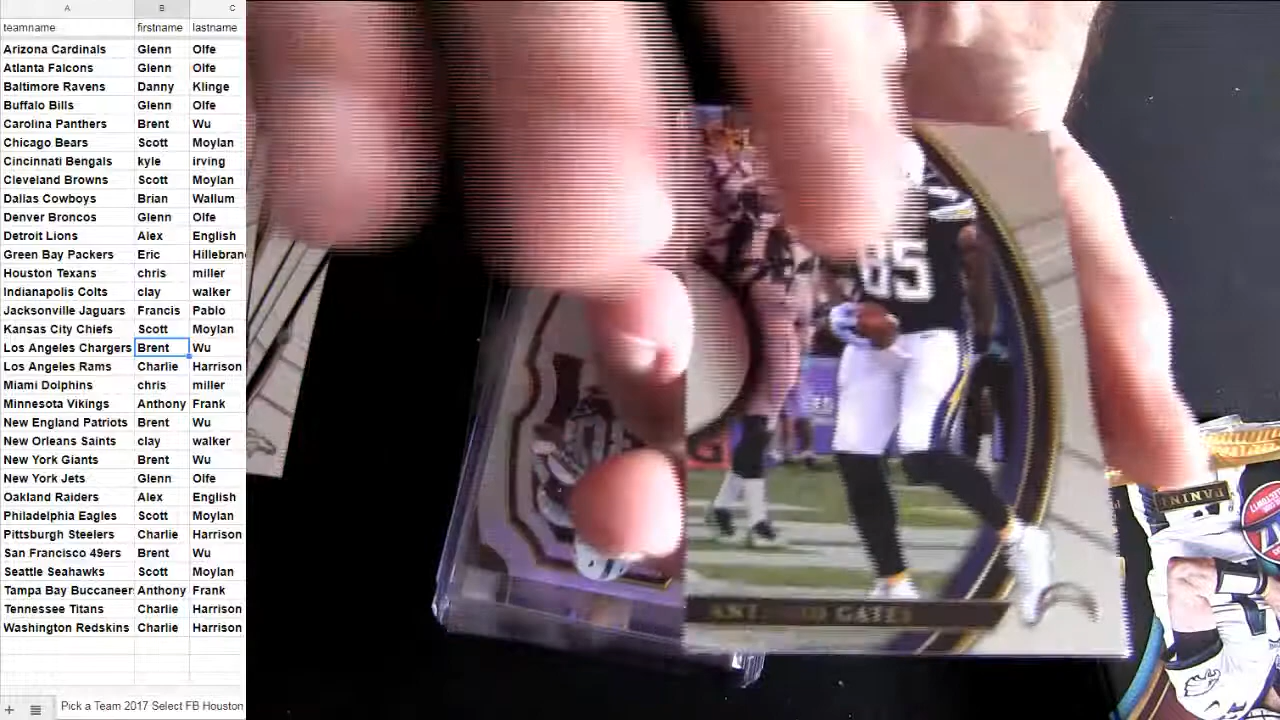 A B C
teamname firstname lastname
Arizona Cardinals Glenn Olfe
Atlanta Falcons Glenn Olfe
Baltimore Ravens Danny Klinge
Buffalo Bills Glenn Olfe
Carolina Panthers Brent Wu
Chicago Bears Scott Moylan
Cincinnati Bengals kyle irving
Cleveland Browns Scott Moylan
Dallas Cowboys Brian Wallum
Denver Broncos Glenn Olfe
Detroit Lions Alex English
Green Bay Packers Eric Hillebran
Houston Texans chris miller
Indianapolis Colts clay walker
Jacksonville Jaguars Francis Pablo
Kansas City Chiefs Scott Moylan
Los Angeles Chargers Brent Wu
Los Angeles Rams Charlie Harrison
Miami Dolphins chris miller
Minnesota Vikings Anthony Frank
New England Patriots Brent Wu
New Orleans Saints clay walker
New York Giants Brent Wu
New York Jets Glenn Olfe
Oakland Raiders Alex English
Philadelphia Eagles Scott Moylan
Pittsburgh Steelers Charlie Harrison
San Francisco 49ers Brent Wu
Seattle Seahawks Scott Moylan
Tampa Bay Buccaneer Anthony Frank
Tennessee Titans Charlie Harrison
Washington Redskins Charlie Harrison
Pick a Team 2017 Select FB Houston
85
GATES
PANINI